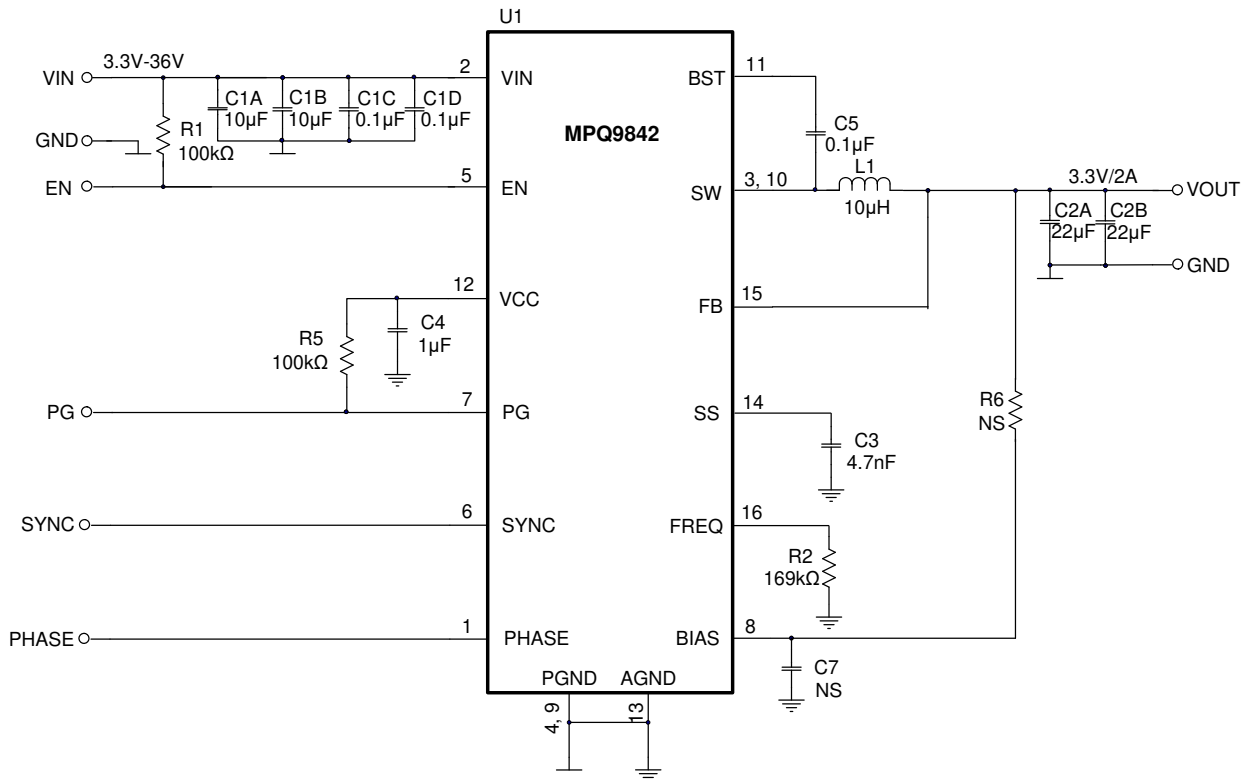 U1
MPQ9842
VIN
3.3V-36V
2
VIN
C1A
10µF
C1B
10µF
C1C
0.1µF
C1D
0.1µF
GND
R1
100kΩ
EN
5
EN
12
VCC
C4
1µF
R5
100kΩ
PG
7
PG
SYNC
6
SYNC
PHASE
1
PHASE
PGND
AGND
4, 9
13
BST
11
C5
0.1µF
SW
3, 10
L1
10µH
3.3V/2A
VOUT
C2A
22µF
C2B
22µF
GND
FB
15
SS
14
C3
4.7nF
R6
NS
FREQ
16
R2
169kΩ
BIAS
8
C7
NS